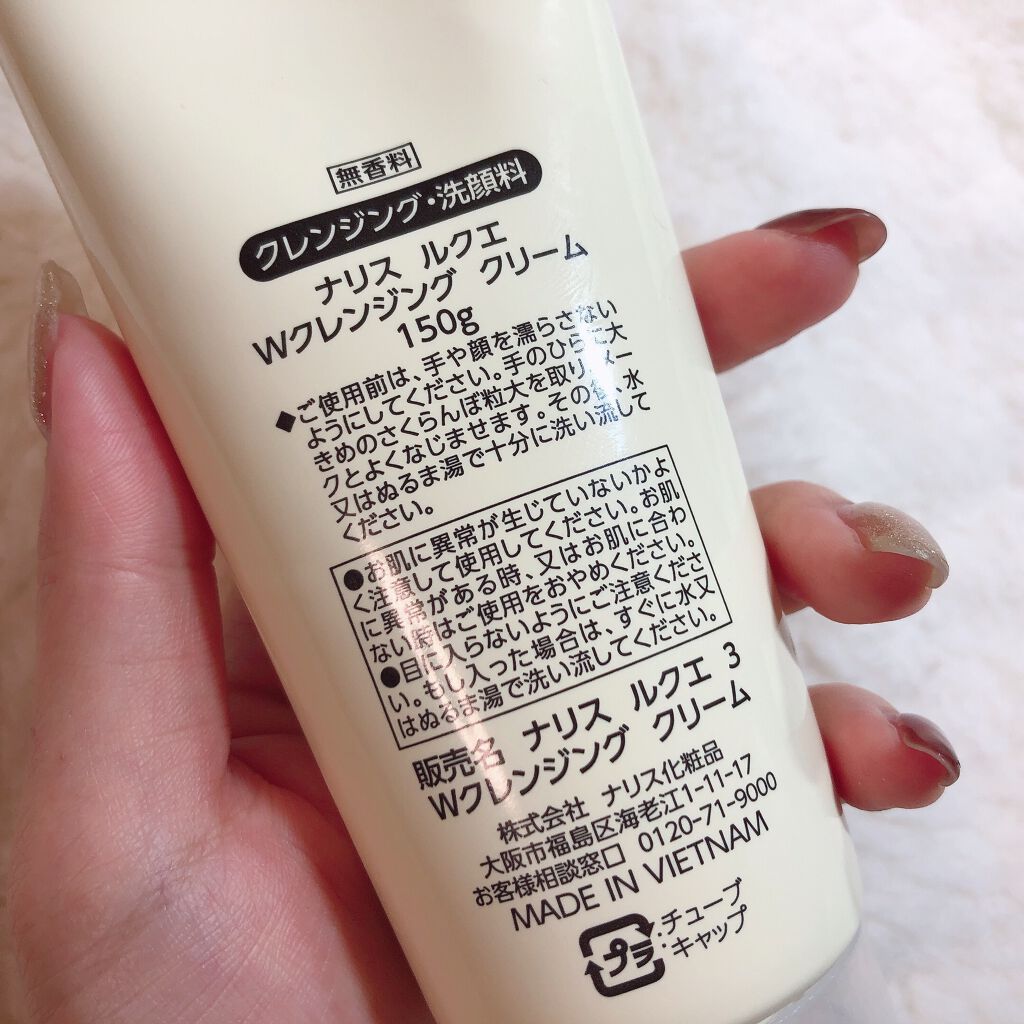 無香料
クレンジング・洗顔料
ナリス ルクエ
Wクレンジング クリーム
150g
◆ご使用前は、手や顔を濡らさない
ようにしてください。手のひらに大
きめのさくらんぼ粒大を取り、メー
クとよくなじませます。その後、水
又はぬるま湯で十分に洗い流して
ください。
●お肌に異常が生じていないかよ
く注意して使用してください。お肌
に異常がある時、又はお肌に合わ
ない時はご使用をおやめください。
●目に入らないようにご注意くださ
い。もし入った場合は、すぐに水又
はぬるま湯で洗い流してください。
販売名 ナリス ルクエ 3
Wクレンジング クリーム
株式会社 ナリス化粧品
大阪市福島区海老江1-11-17
お客様相談窓口 0120-71-9000
MADE IN VIETNAM
プラ :チューブ
:キャップ